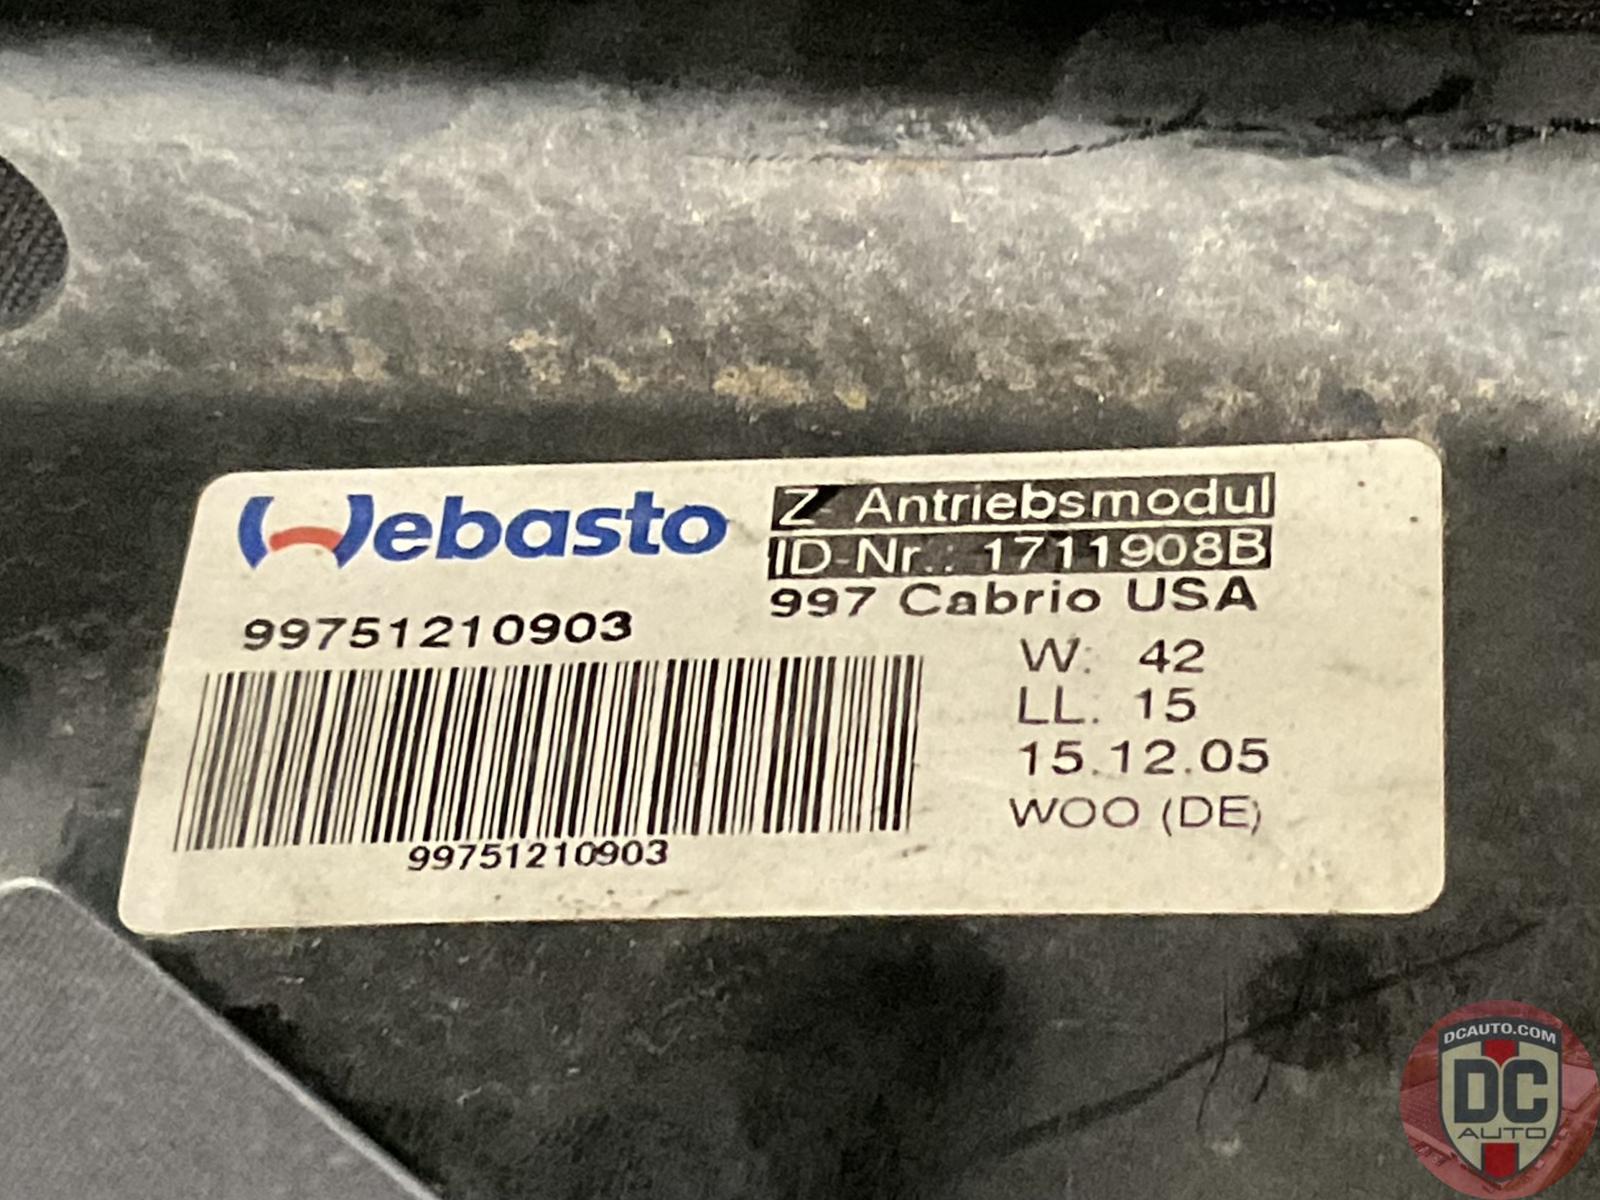 Webasto
Z Antriebsmodul
ID-Nr.: 1711908B
997 Cabrio USA
99751210903
W: 42
LL: 15
15.12.05
WOO (DE)
99751210903
DCAUTO.COM
DC
AUTO